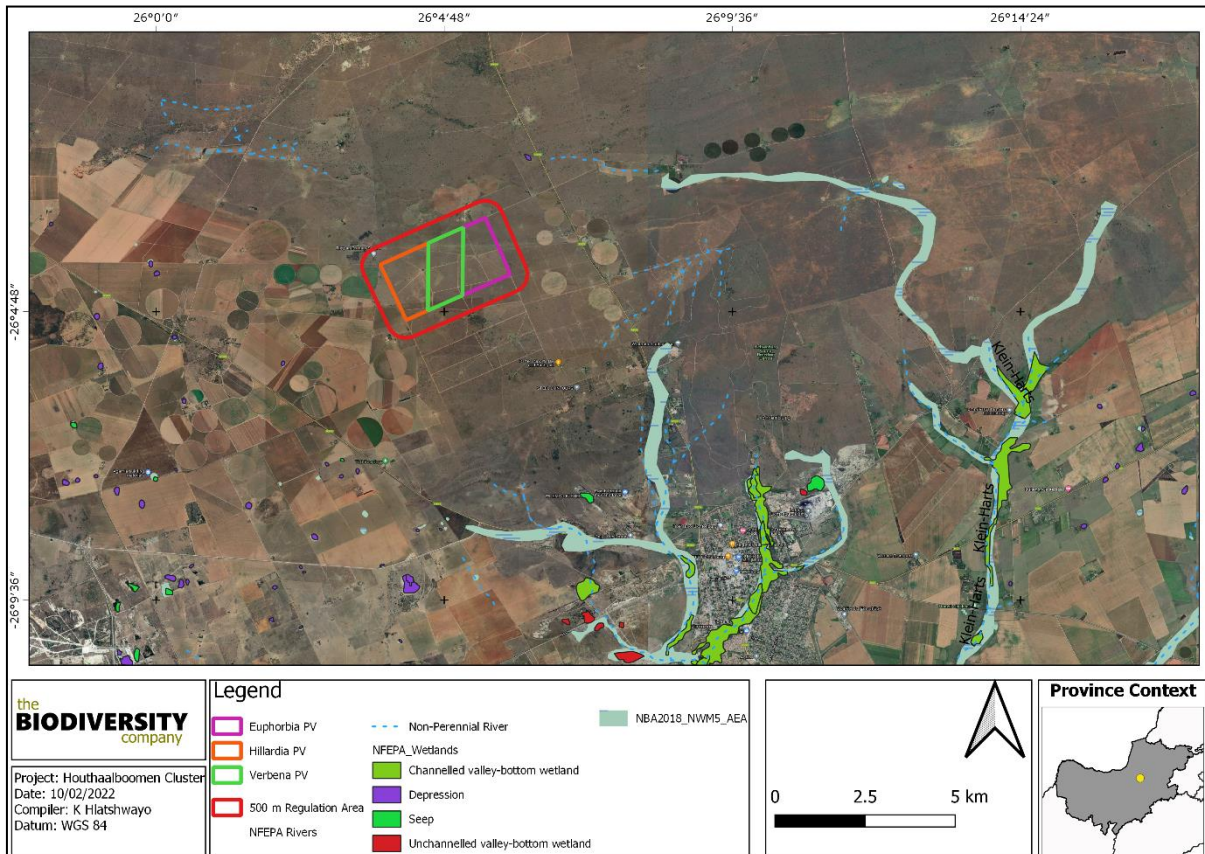 26°0′0″ 26°4′48″ 26°9′36″ 26°14′24″
-26°4′48″
-26°9′36″
Klein-Harts
Klein-Harts
Klein-Harts
the
BIODIVERSITY
company
Project: Houthaalboomen Cluster
Date: 10/02/2022
Compiler: K Hlatshwayo
Datum: WGS 84
Legend
Euphorbia PV
Hillardia PV
Verbena PV
500 m Regulation Area
NFEPA Rivers
Non-Perennial River
NFEPA_Wetlands
Channelled valley-bottom wetland
Depression
Seep
Unchannelled valley-bottom wetland
NBA2018_NWM5_AEA
0 2.5 5 km
Province Context